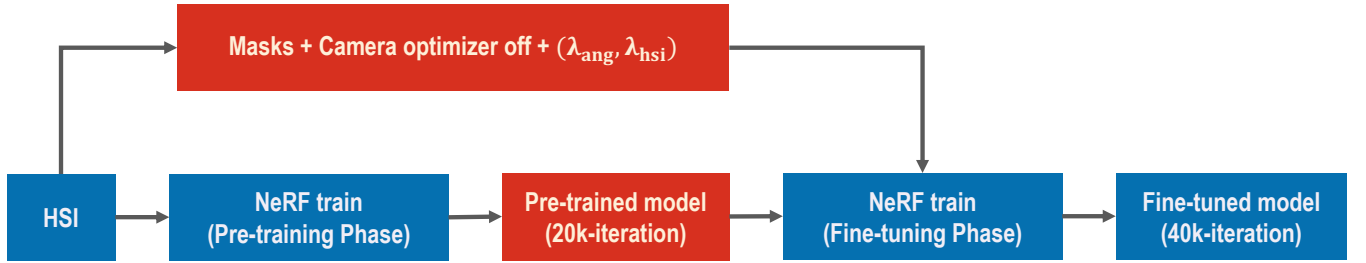 Masks + Camera optimizer off + (λ_ang, λ_hsi)
HSI
NeRF train
(Pre-training Phase)
Pre-trained model
(20k-iteration)
NeRF train
(Fine-tuning Phase)
Fine-tuned model
(40k-iteration)